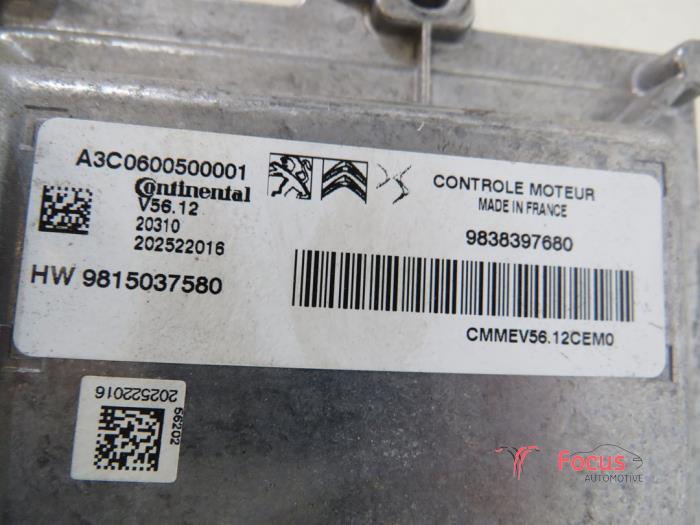 A3C0600500001
Continental
V56.12
20310
202522016
HW 9815037580
CONTROLE MOTEUR
MADE IN FRANCE
9838397680
CMMEV56.12CEM0
202522016
56202
Focus
AUTOMOTIVE